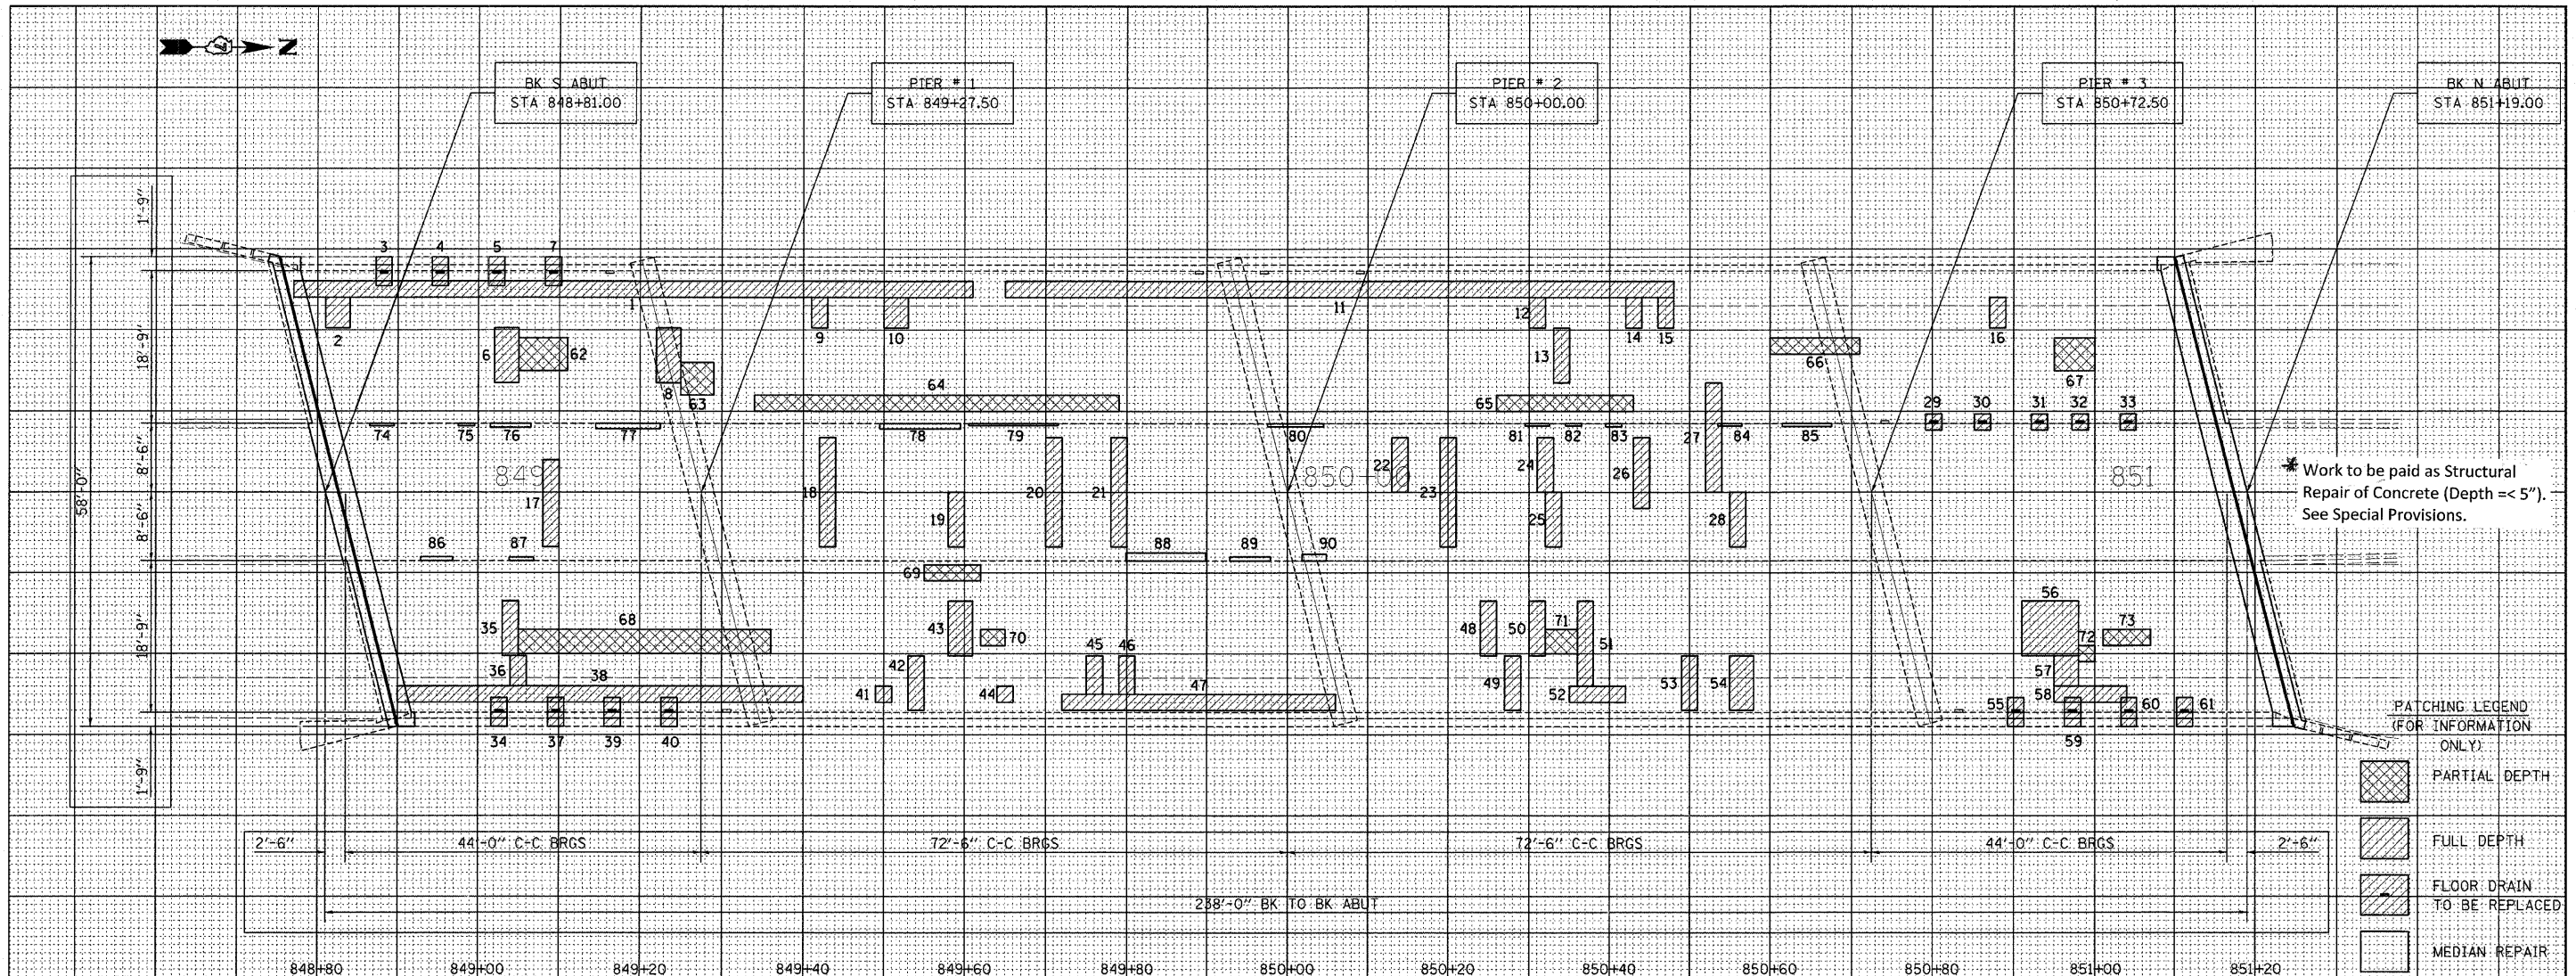 N
BK S ABUT
STA 848+81.00
PIER # 1
STA 849+27.50
PIER # 2
STA 850+00.00
PIER # 3
STA 850+72.50
BK N ABUT
STA 851+19.00
1'-9"
18'-9"
8'-6"
8'-6"
18'-9"
1'-9"
58'-0"
3 4 5 7
1 11
2 9 10 12 14 15 16
6 62 8 63 13 66 67
64 65
29 30 31 32 33
74 75 76 77 78 79 80 81 82 83 84 85
849 850+00 851
17 18 19 20 21 22 23 24 25 26 27 28
* Work to be paid as Structural
Repair of Concrete (Depth =< 5").
See Special Provisions.
86 87 88 89 90
69
35 68 43 70 48 50 71 51 56 72 73
36 38 41 42 44 45 46 47 49 52 53 54 57 58
55 60 61
34 37 39 40 59
PATCHING LEGEND
(FOR INFORMATION
ONLY)
PARTIAL DEPTH
FULL DEPTH
FLOOR DRAIN
TO BE REPLACED
MEDIAN REPAIR
2'-6" 44'-0" C-C BRGS 72'-6" C-C BRGS 72'-6" C-C BRGS 44'-0" C-C BRGS 2'-6"
238'-0" BK TO BK ABUT
848+80 849+00 849+20 849+40 849+60 849+80 850+00 850+20 850+40 850+60 850+80 851+00 851+20